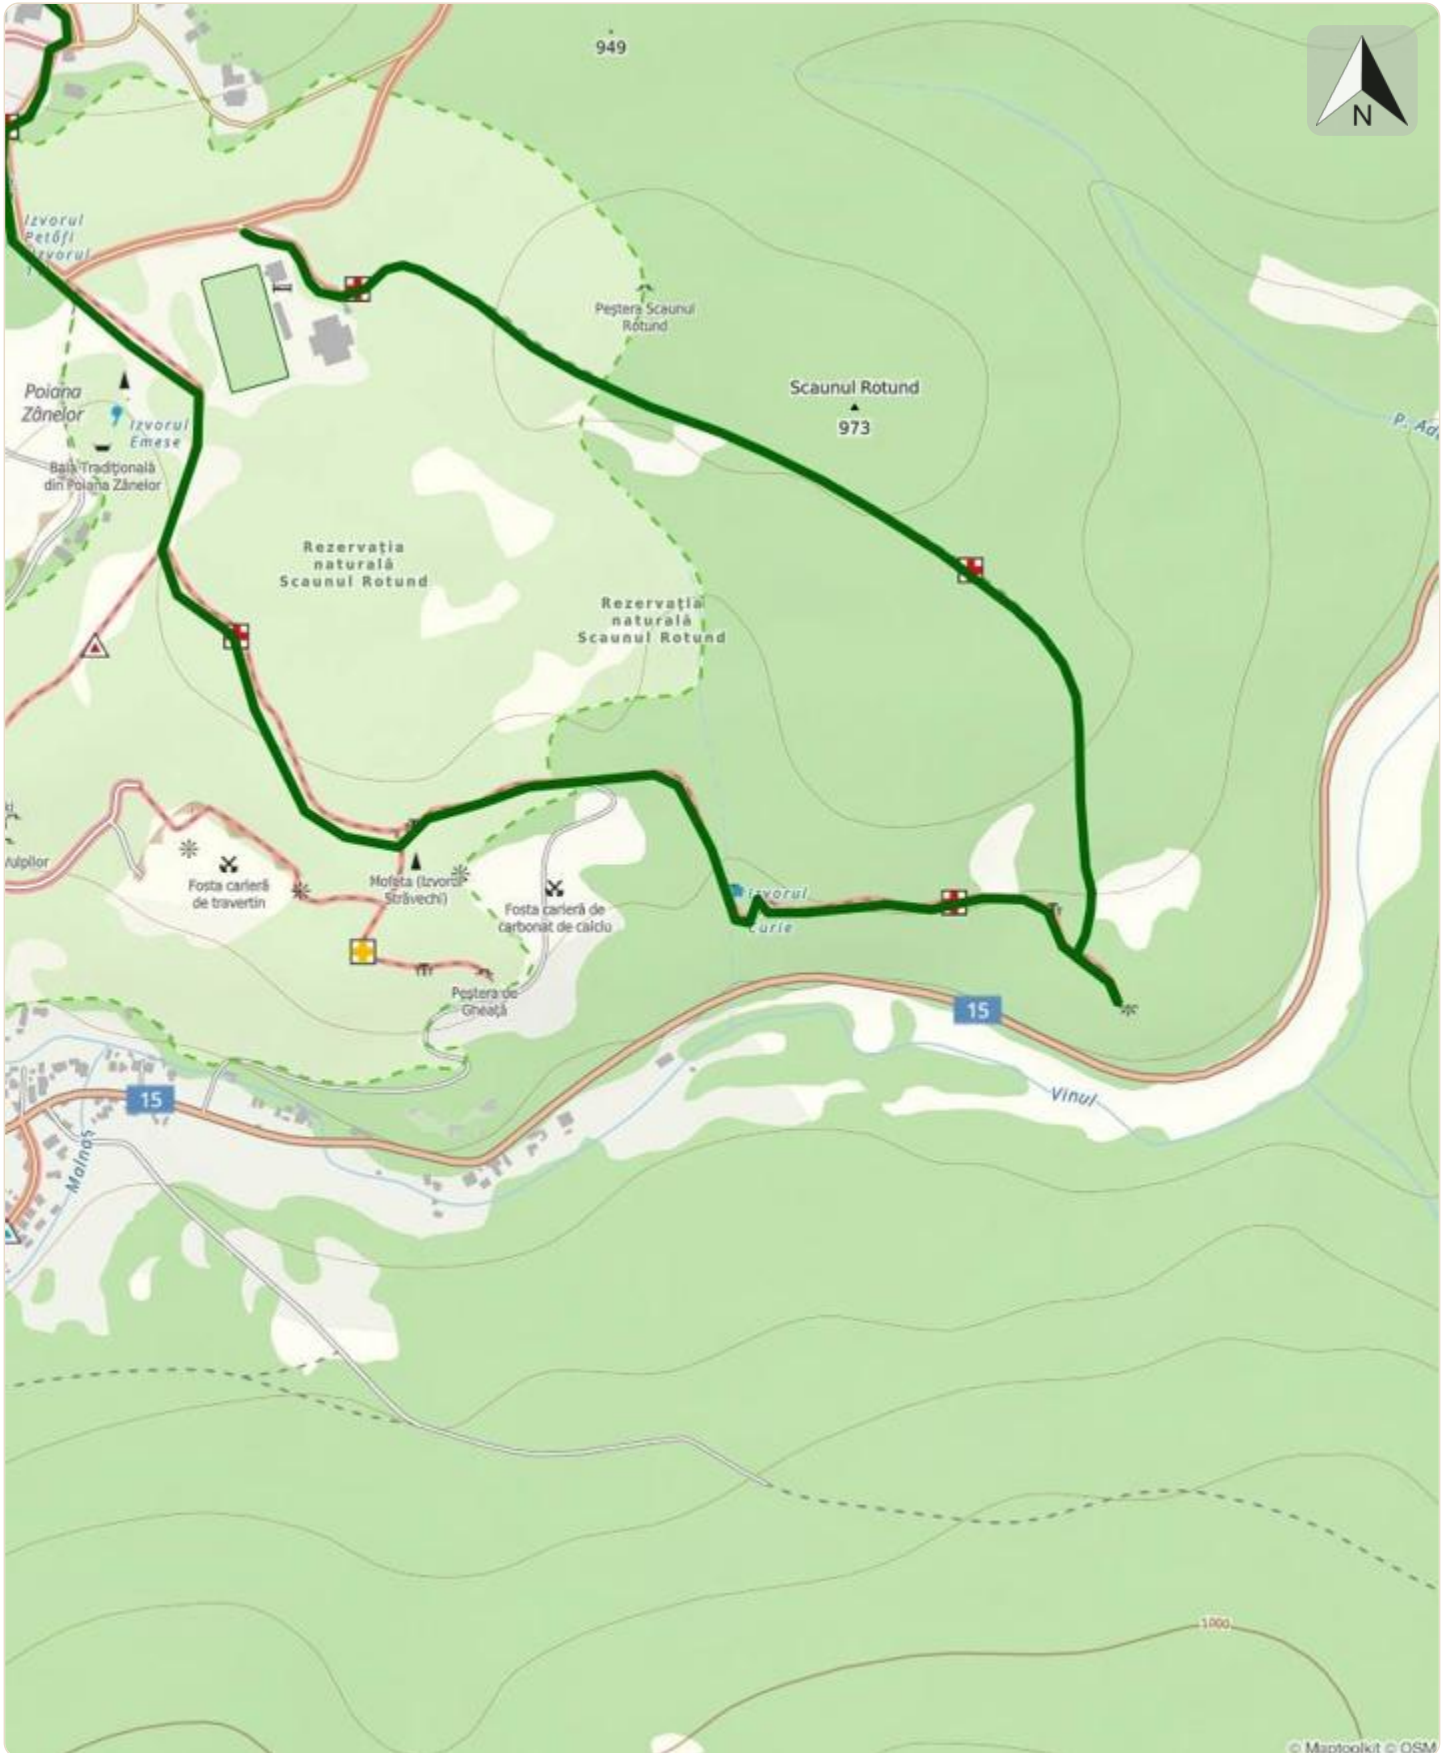 N
949
Izvorul
Petőfi
Izvorul
Peștera Scaunul
Rotund
Scaunul Rotund
973
Poiana
Zânelor
Izvorul
Emese
Baia Tradițională
din Poiana Zânelor
Rezervația
naturală
Scaunul Rotund
Rezervația
naturală
Scaunul Rotund
Vulpilor
Fosta carieră
de travertin
Mofeta (Izvorul
Străvechi)
Fosta carieră de
carbonat de calciu
Izvorul
Curie
Peștera de
Gheață
15
15
Vinul
Malnaș
1000
© Maptoolkit © OSM